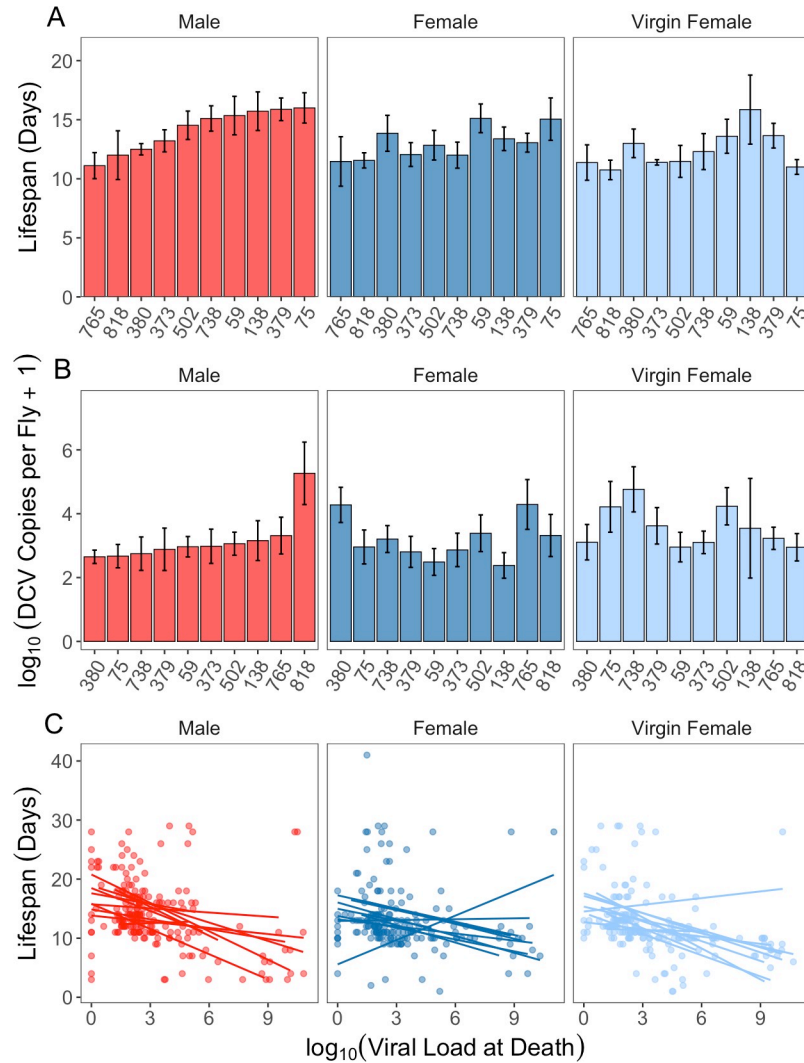 A
Male
Female
Virgin Female
Lifespan (Days)
20
15
10
5
0
765 818 380 373 502 738 59 138 379 75
765 818 380 373 502 738 59 138 379 75
765 818 380 373 502 738 59 138 379 75
B
Male
Female
Virgin Female
log10(DCV Copies per Fly + 1)
6
4
2
0
380 75 738 379 59 373 502 138 765 818
380 75 738 379 59 373 502 138 765 818
380 75 738 379 59 373 502 138 765 818
C
Male
Female
Virgin Female
Lifespan (Days)
40
30
20
10
0
0 3 6 9
0 3 6 9
0 3 6 9
log10(Viral Load at Death)